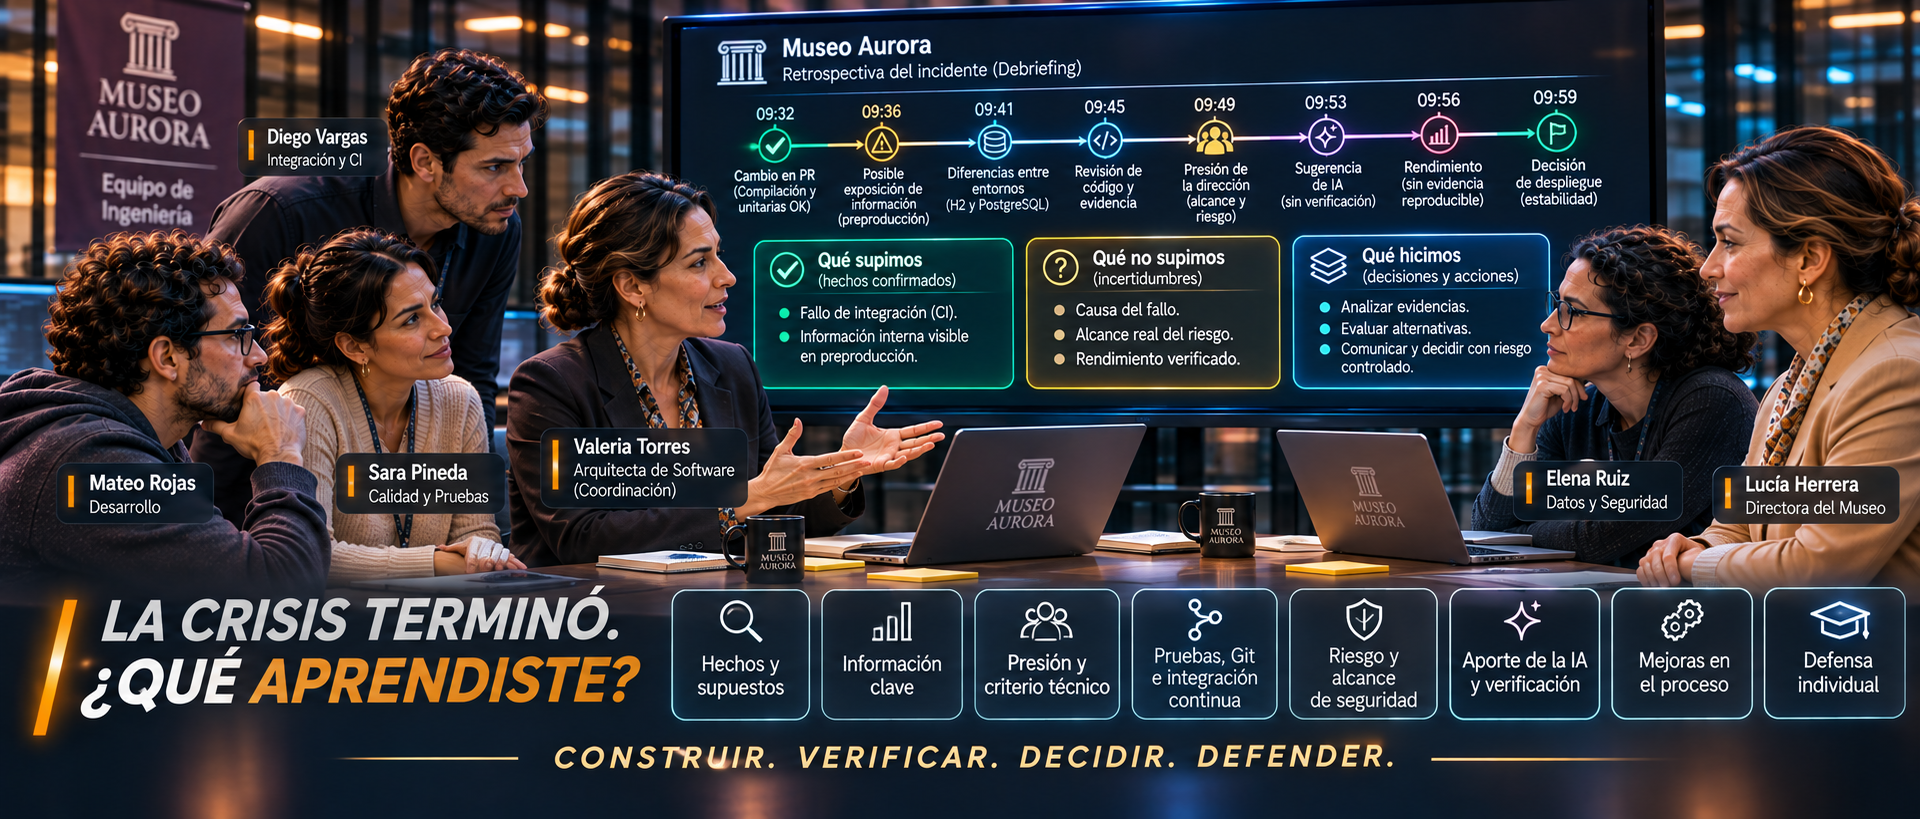 MUSEO
AURORA
Equipo de
Ingeniería
Diego Vargas
Integración y CI
Museo Aurora
Retrospectiva del incidente (Debriefing)
09:32
Cambio en PR
(Compilación y
unitarias OK)
09:36
Posible
exposición de
información
(preproducción)
09:41
Diferencias entre
entornos
(H2 y PostgreSQL)
09:45
Revisión de
código y
evidencia
09:49
Presión de
la dirección
(alcance y
riesgo)
09:53
Sugerencia
de IA
(sin verificación)
09:56
Rendimiento
(sin evidencia
reproducible)
09:59
Decisión
de despliegue
(estabilidad)
Qué supimos
(hechos confirmados)
Fallo de integración (CI).
Información interna visible
en preproducción.
Qué no supimos
(incertidumbres)
Causa del fallo.
Alcance real del riesgo.
Rendimiento verificado.
Qué hicimos
(decisiones y acciones)
Analizar evidencias.
Evaluar alternativas.
Comunicar y decidir con riesgo
controlado.
Mateo Rojas
Desarrollo
Sara Pineda
Calidad y Pruebas
Valeria Torres
Arquitecta de Software
(Coordinación)
Elena Ruiz
Datos y Seguridad
Lucía Herrera
Directora del Museo
MUSEO
AURORA
MUSEO
AURORA
MUSEO
AURORA
MUSEO
AURORA
LA CRISIS TERMINÓ.
¿QUÉ APRENDISTE?
Hechos y
supuestos
Información
clave
Presión y
criterio técnico
Pruebas, Git
e integración
continua
Riesgo y
alcance
de seguridad
Aporte de la IA
y verificación
Mejoras en
el proceso
Defensa
individual
CONSTRUIR. VERIFICAR. DECIDIR. DEFENDER.